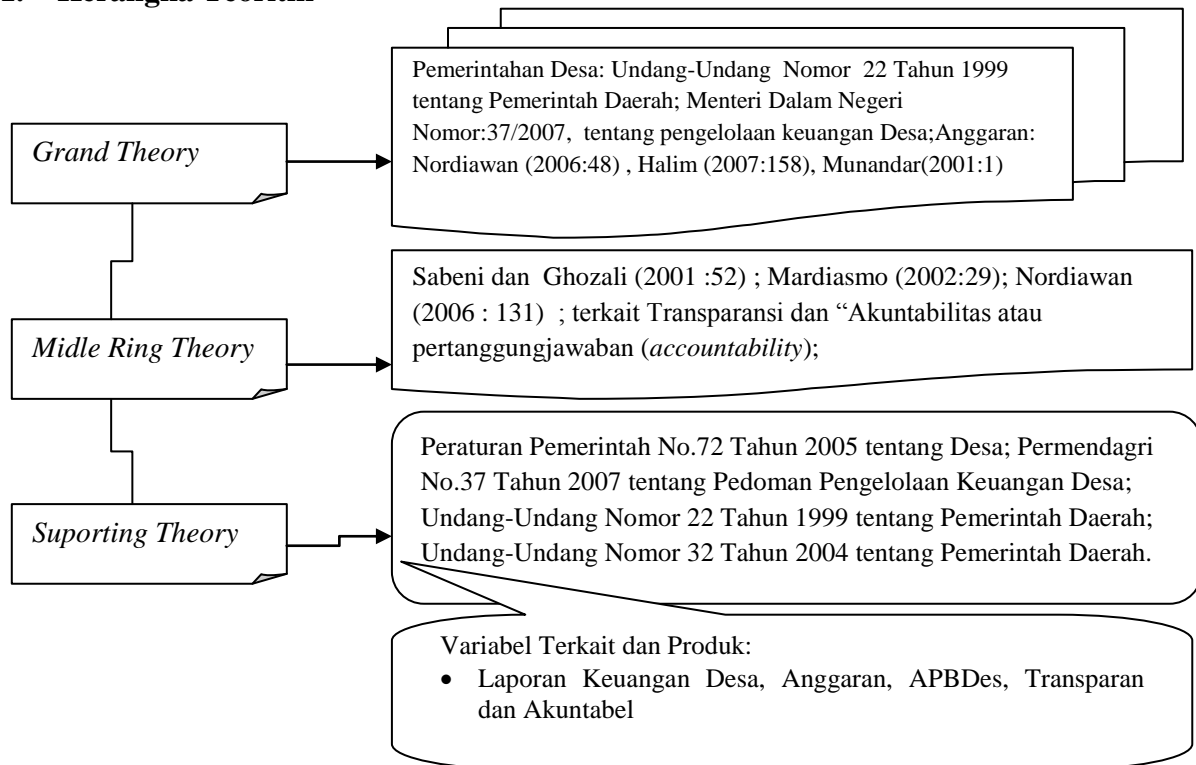 Pemerintahan Desa: Undang-Undang Nomor 22 Tahun 1999
tentang Pemerintah Daerah; Menteri Dalam Negeri
Nomor:37/2007, tentang pengelolaan keuangan Desa;Anggaran:
Nordiawan (2006:48) , Halim (2007:158), Munandar(2001:1)
Grand Theory
Sabeni dan Ghozali (2001 :52) ; Mardiasmo (2002:29); Nordiawan
(2006 : 131) ; terkait Transparansi dan “Akuntabilitas atau
pertanggungjawaban (accountability);
Midle Ring Theory
Peraturan Pemerintah No.72 Tahun 2005 tentang Desa; Permendagri
No.37 Tahun 2007 tentang Pedoman Pengelolaan Keuangan Desa;
Undang-Undang Nomor 22 Tahun 1999 tentang Pemerintah Daerah;
Undang-Undang Nomor 32 Tahun 2004 tentang Pemerintah Daerah.
Suporting Theory
Variabel Terkait dan Produk:
• Laporan Keuangan Desa, Anggaran, APBDes, Transparan
dan Akuntabel